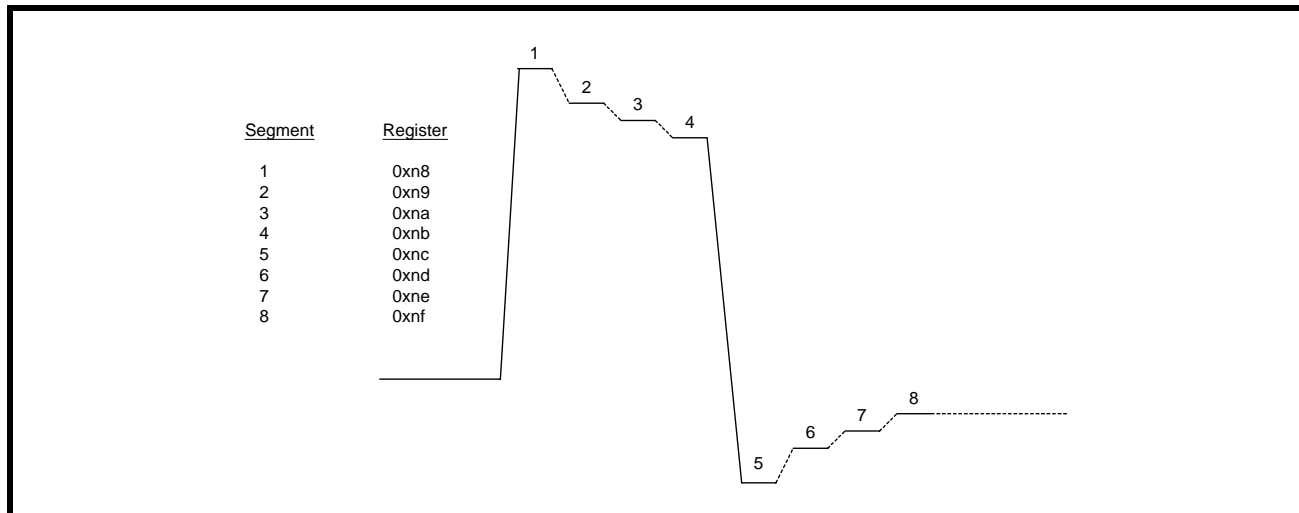 Segment Register
1 0xn8
2 0xn9
3 0xna
4 0xnb
5 0xnc
6 0xnd
7 0xne
8 0xnf
1
2
3
4
5
6
7
8